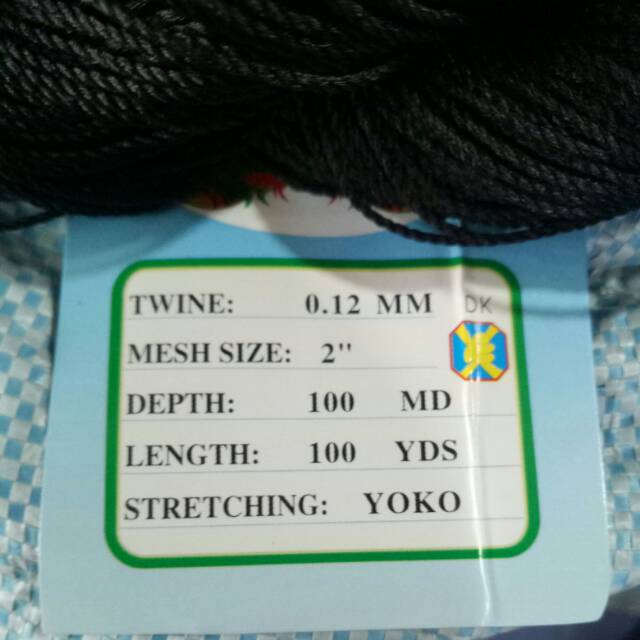 TWINE: 0.12 MM DK
MESH SIZE: 2"
DEPTH: 100 MD
LENGTH: 100 YDS
STRETCHING: YOKO